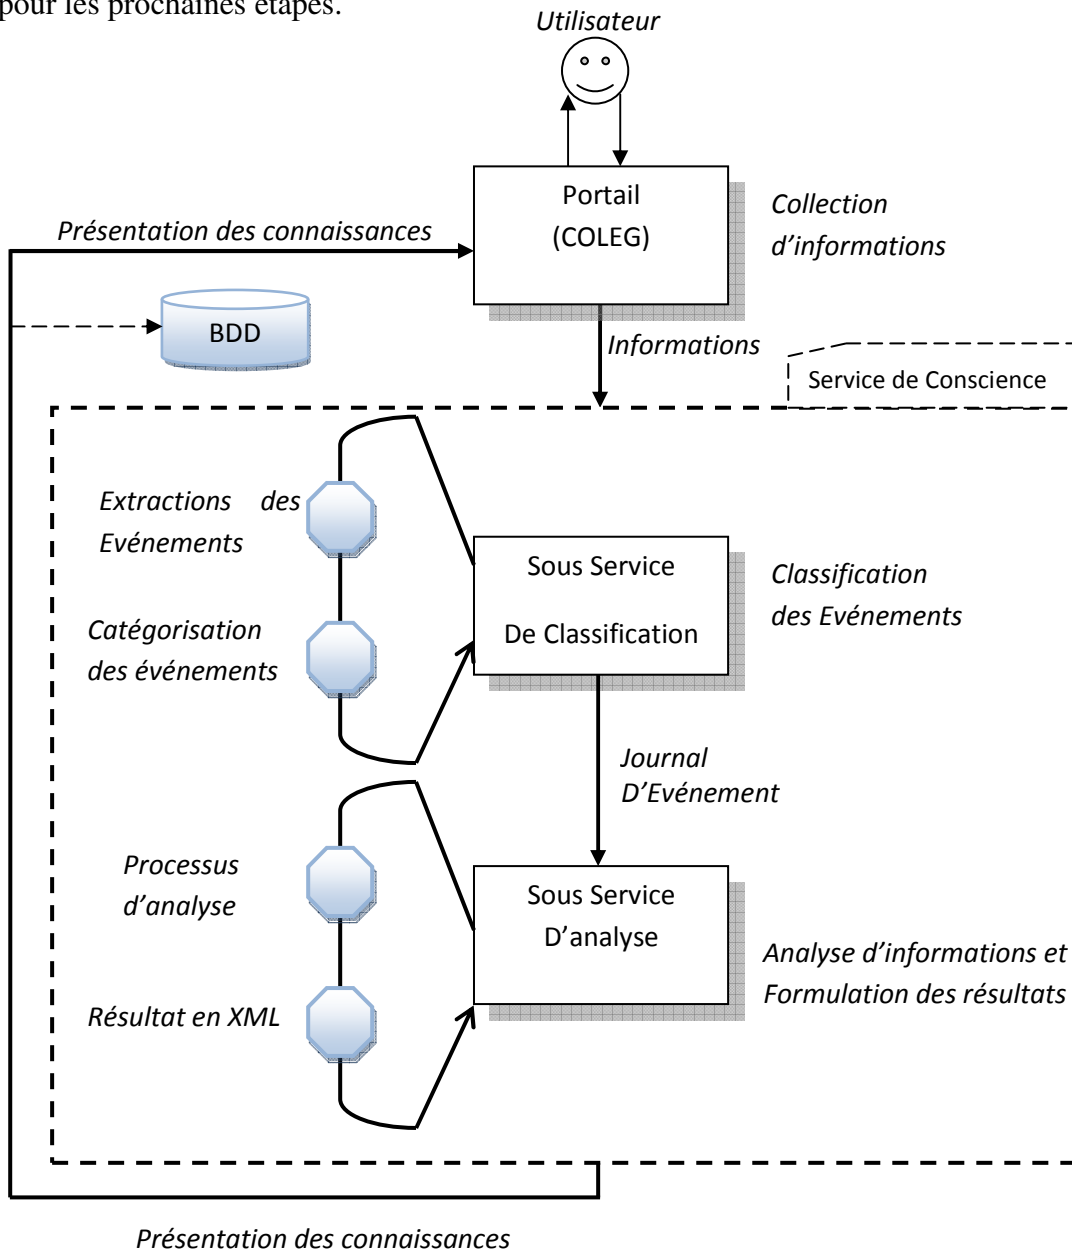 pour les prochaines étapes.
Utilisateur
Portail
(COLEG)
Collection
d'informations
Présentation des connaissances
BDD
Informations
Service de Conscience
Extractions des
Evénements
Sous Service
De Classification
Classification
des Evénements
Catégorisation
des événements
Journal
D'Evénement
Processus
d'analyse
Sous Service
D'analyse
Analyse d'informations et
Formulation des résultats
Résultat en XML
Présentation des connaissances